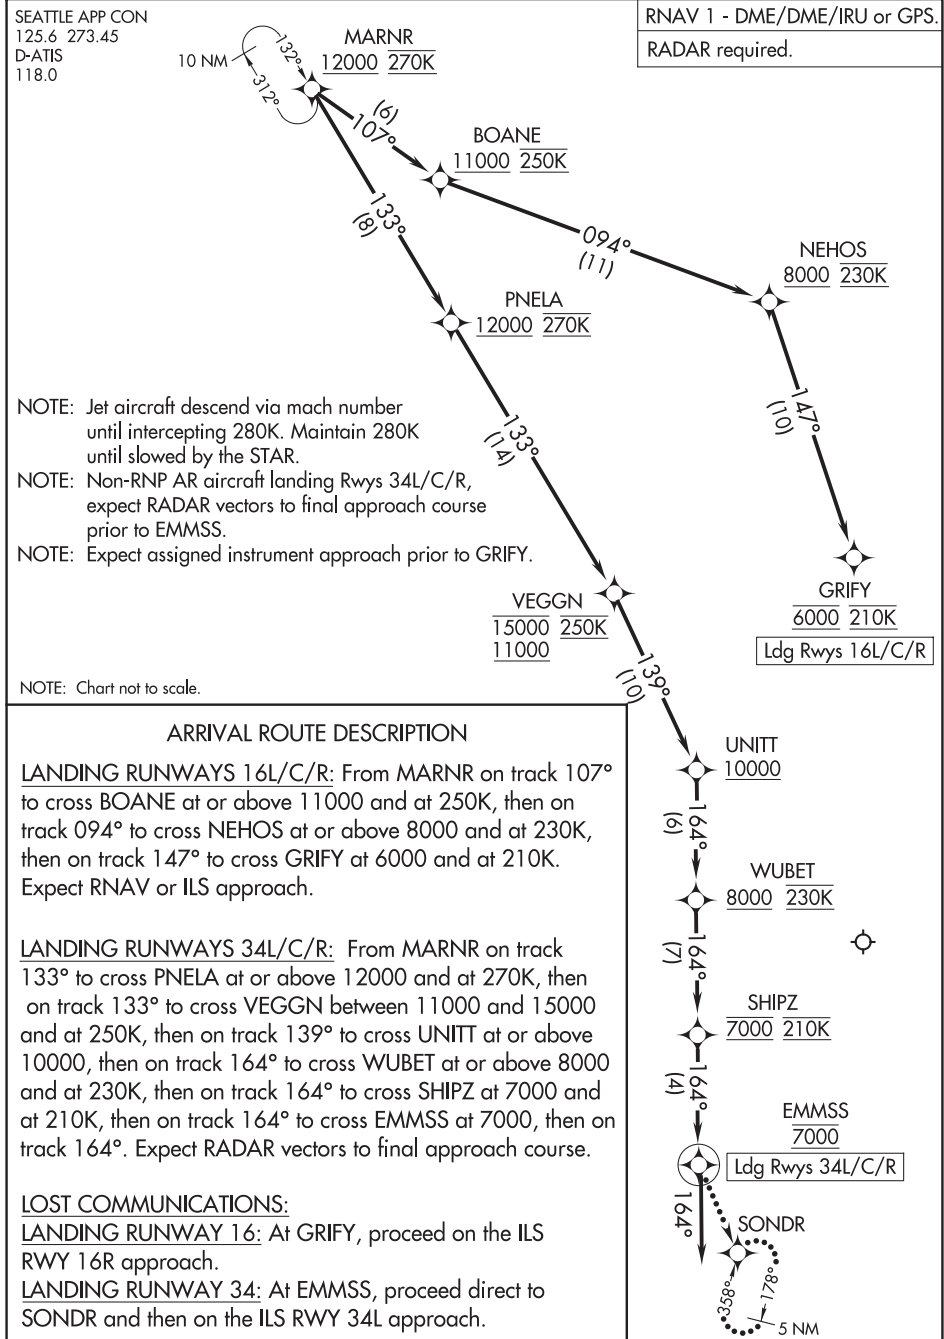 SEATTLE APP CON
125.6 273.45
D-ATIS
118.0
RNAV 1 - DME/DME/IRU or GPS.
RADAR required.
10 NM
132°
312°
MARNR
12000 270K
(6)
107°
BOANE
11000 250K
133°
(8)
094°
(11)
NEHOS
8000 230K
PNELA
12000 270K
147°
(10)
133°
(14)
NOTE: Jet aircraft descend via mach number
until intercepting 280K. Maintain 280K
until slowed by the STAR.
NOTE: Non-RNP AR aircraft landing Rwys 34L/C/R,
expect RADAR vectors to final approach course
prior to EMMSS.
NOTE: Expect assigned instrument approach prior to GRIFY.
GRIFY
6000 210K
Ldg Rwys 16L/C/R
VEGGN
15000 250K
11000
139°
(10)
NOTE: Chart not to scale.
UNITT
10000
164°
(6)
WUBET
8000 230K
164°
(7)
SHIPZ
7000 210K
164°
(4)
EMMSS
7000
Ldg Rwys 34L/C/R
164°
SONDR
358°
178°
5 NM
ARRIVAL ROUTE DESCRIPTION
LANDING RUNWAYS 16L/C/R: From MARNR on track 107°
to cross BOANE at or above 11000 and at 250K, then on
track 094° to cross NEHOS at or above 8000 and at 230K,
then on track 147° to cross GRIFY at 6000 and at 210K.
Expect RNAV or ILS approach.
LANDING RUNWAYS 34L/C/R: From MARNR on track
133° to cross PNELA at or above 12000 and at 270K, then
on track 133° to cross VEGGN between 11000 and 15000
and at 250K, then on track 139° to cross UNITT at or above
10000, then on track 164° to cross WUBET at or above 8000
and at 230K, then on track 164° to cross SHIPZ at 7000 and
at 210K, then on track 164° to cross EMMSS at 7000, then on
track 164°. Expect RADAR vectors to final approach course.
LOST COMMUNICATIONS:
LANDING RUNWAY 16: At GRIFY, proceed on the ILS
RWY 16R approach.
LANDING RUNWAY 34: At EMMSS, proceed direct to
SONDR and then on the ILS RWY 34L approach.